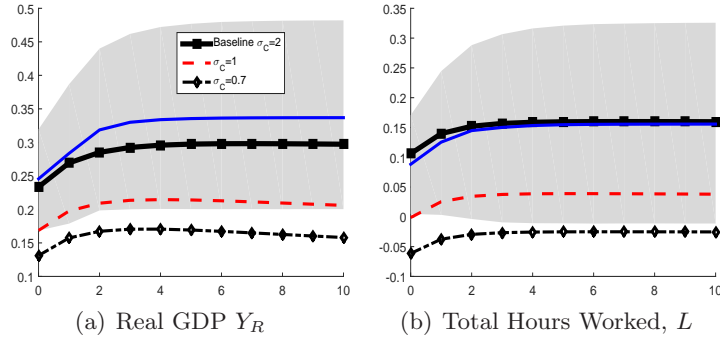 0.5
0.45
0.4
0.35
0.3
0.25
0.2
0.15
0.1
0 2 4 6 8 10
Baseline σC=2
σC=1
σC=0.7
(a) Real GDP YR
0.35
0.3
0.25
0.2
0.15
0.1
0.05
0
-0.05
-0.1
0 2 4 6 8 10
(b) Total Hours Worked, L